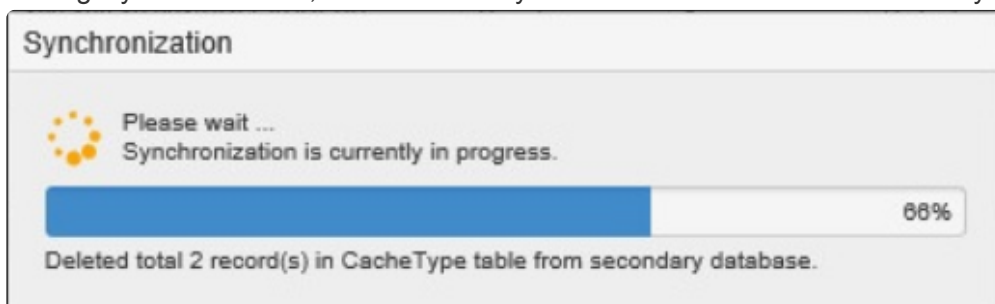 Synchronization
Please wait ...
Synchronization is currently in progress.
66%
Deleted total 2 record(s) in CacheType table from secondary database.